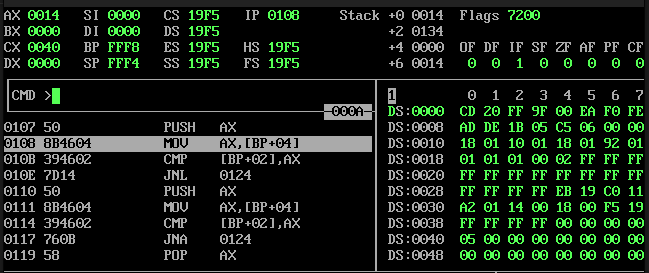 AX 0014 SI 0000 CS 19F5 IP 0108 Stack +0 0014 Flags 7200
BX 0000 DI 0000 DS 19F5 +2 0134
CX 0040 BP FFF8 ES 19F5 HS 19F5 +4 0000 OF DF IF SF ZF AF PF CF
DX 0000 SP FFF4 SS 19F5 FS 19F5 +6 0014 0 0 1 0 0 0 0 0
CMD > 1 0 1 2 3 4 5 6 7
000A DS:0000 CD 20 FF 9F 00 EA F0 FE
0107 50 PUSH AX DS:0008 AD DE 1B 05 C5 06 00 00
0108 8B4604 MOV AX,[BP+04] DS:0010 18 01 10 01 18 01 92 01
010B 394602 CMP [BP+02],AX DS:0018 01 01 01 00 02 FF FF FF
010E 7D14 JNL 0124 DS:0020 FF FF FF FF FF FF FF FF
0110 50 PUSH AX DS:0028 FF FF FF FF EB 19 C0 11
0111 8B4604 MOV AX,[BP+04] DS:0030 A2 01 14 00 18 00 F5 19
0114 394602 CMP [BP+02],AX DS:0038 FF FF FF FF 00 00 00 00
0117 760B JNA 0124 DS:0040 05 00 00 00 00 00 00 00
0119 58 POP AX DS:0048 00 00 00 00 00 00 00 00